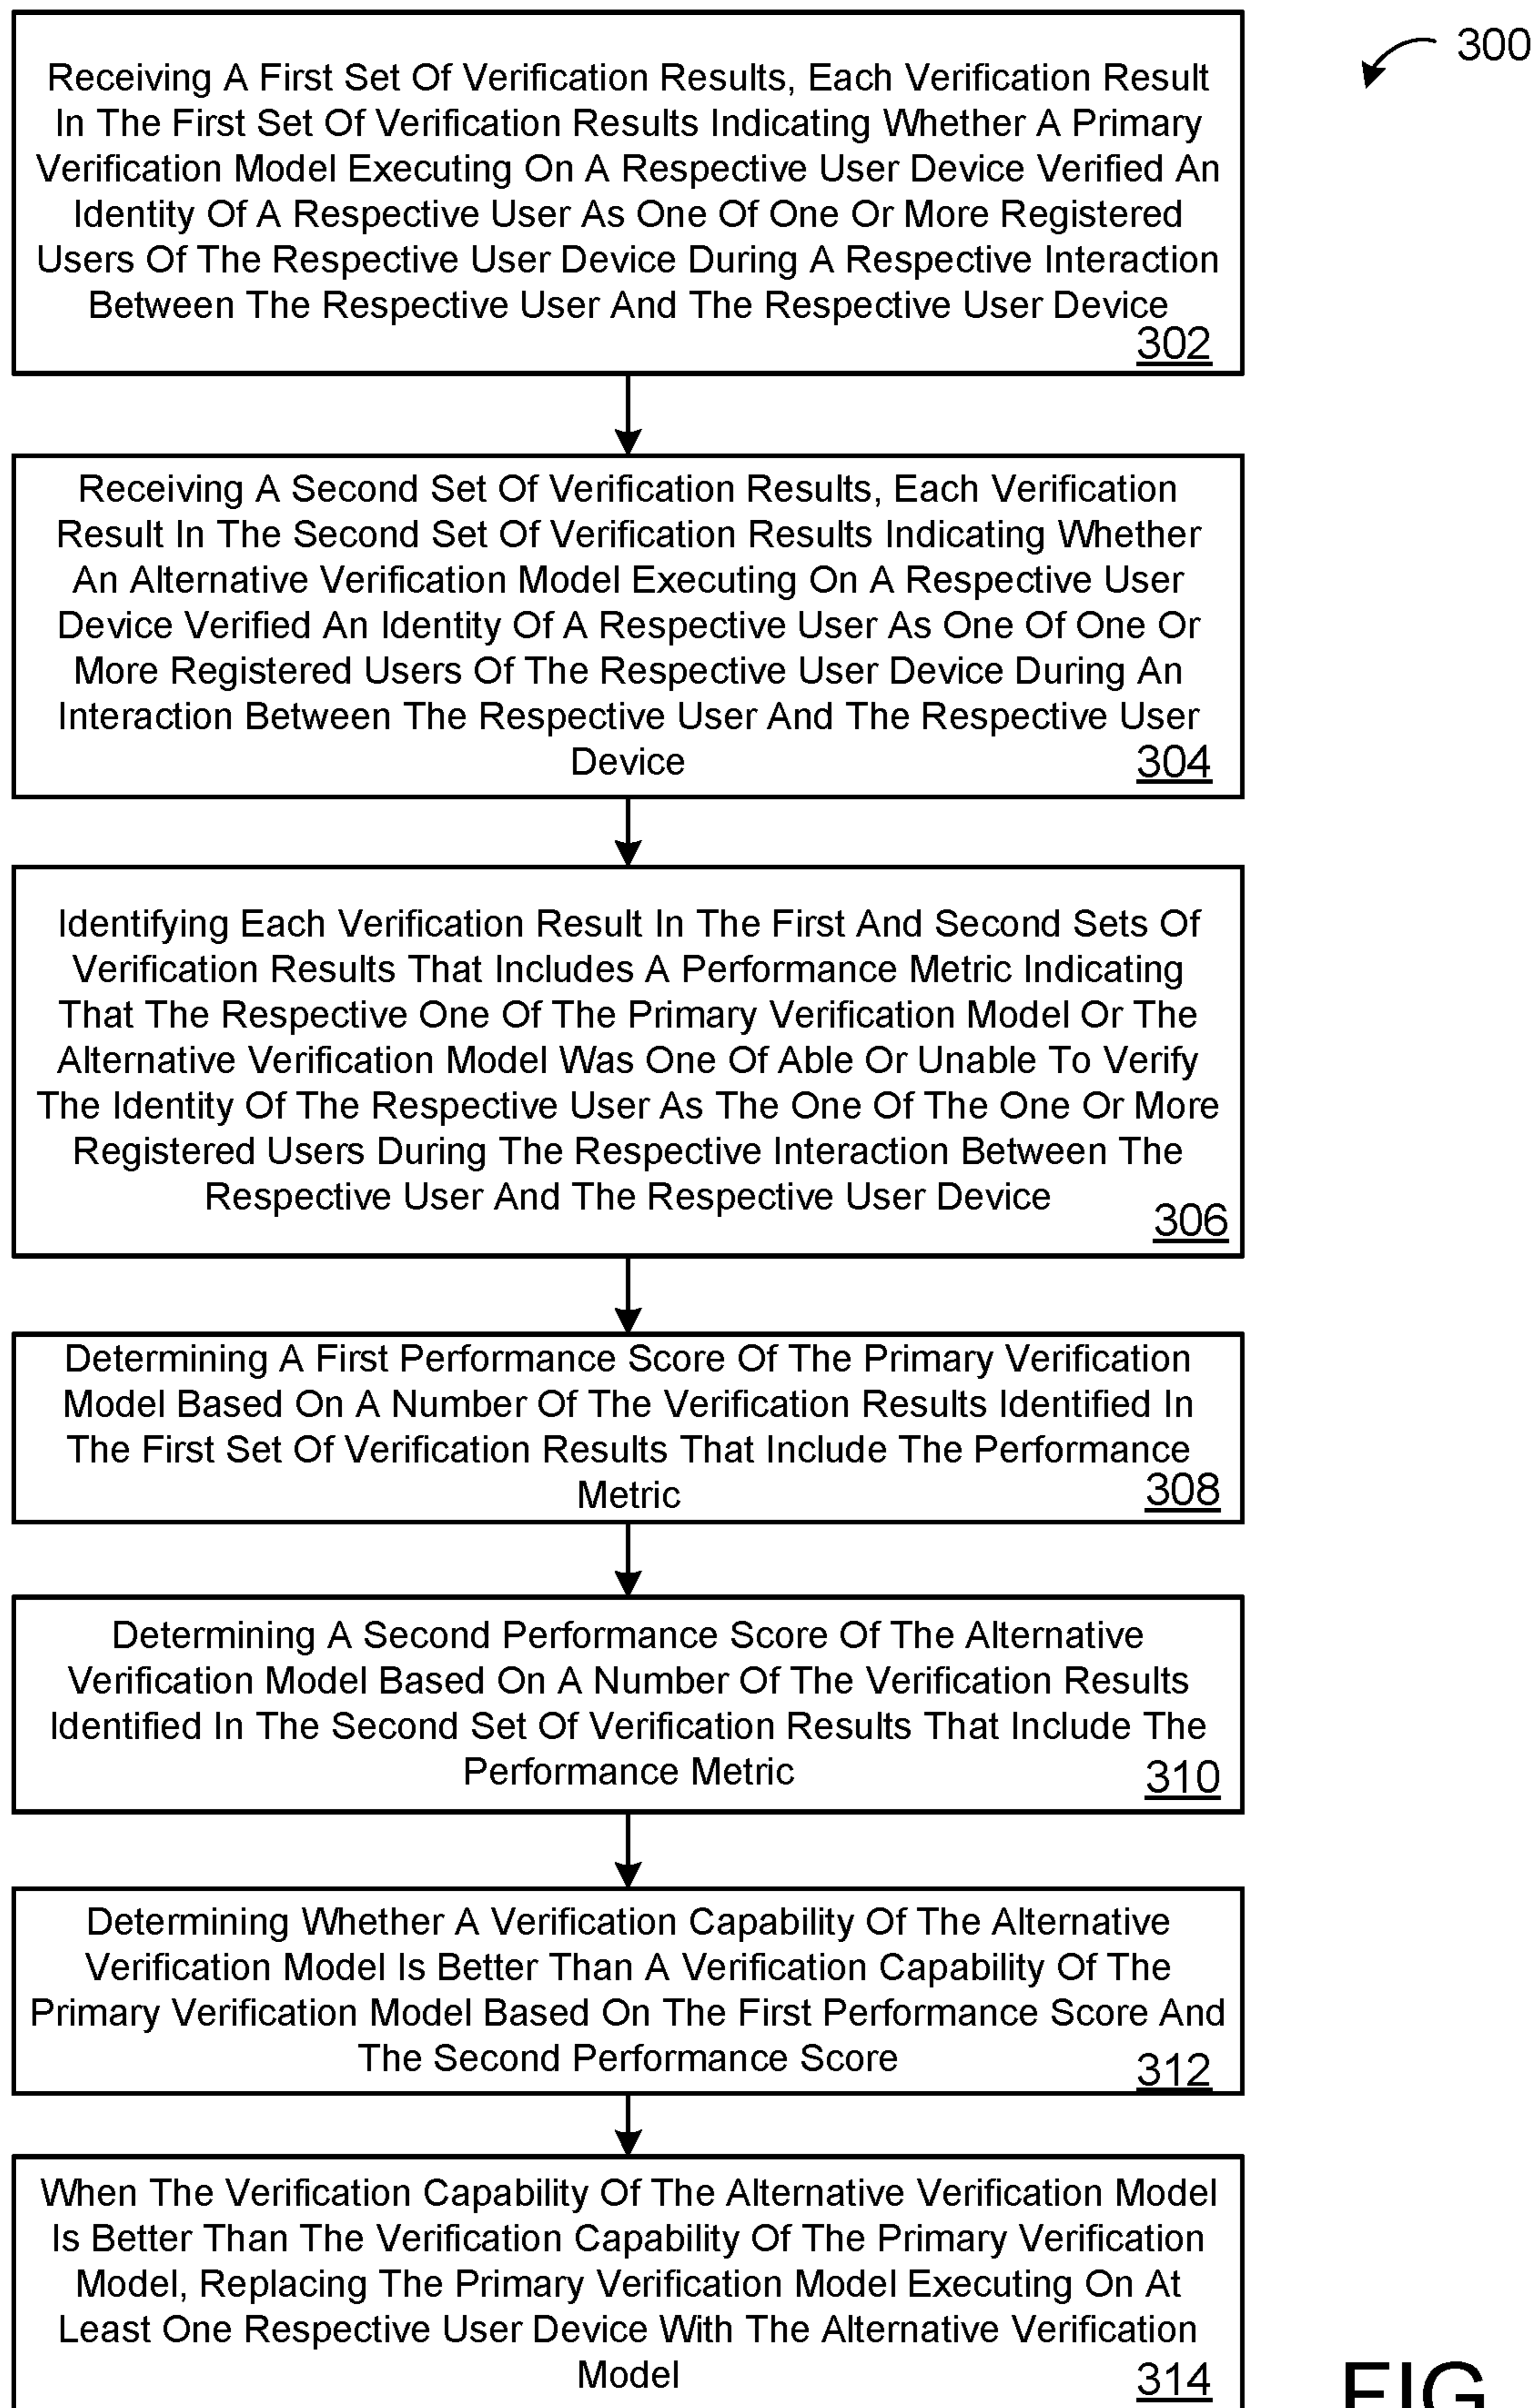 300
Receiving A First Set Of Verification Results, Each Verification Result
In The First Set Of Verification Results Indicating Whether A Primary
Verification Model Executing On A Respective User Device Verified An
Identity Of A Respective User As One Of One Or More Registered
Users Of The Respective User Device During A Respective Interaction
Between The Respective User And The Respective User Device
302
Receiving A Second Set Of Verification Results, Each Verification
Result In The Second Set Of Verification Results Indicating Whether
An Alternative Verification Model Executing On A Respective User
Device Verified An Identity Of A Respective User As One Of One Or
More Registered Users Of The Respective User Device During An
Interaction Between The Respective User And The Respective User
Device
304
Identifying Each Verification Result In The First And Second Sets Of
Verification Results That Includes A Performance Metric Indicating
That The Respective One Of The Primary Verification Model Or The
Alternative Verification Model Was One Of Able Or Unable To Verify
The Identity Of The Respective User As The One Of The One Or More
Registered Users During The Respective Interaction Between The
Respective User And The Respective User Device
306
Determining A First Performance Score Of The Primary Verification
Model Based On A Number Of The Verification Results Identified In
The First Set Of Verification Results That Include The Performance
Metric
308
Determining A Second Performance Score Of The Alternative
Verification Model Based On A Number Of The Verification Results
Identified In The Second Set Of Verification Results That Include The
Performance Metric
310
Determining Whether A Verification Capability Of The Alternative
Verification Model Is Better Than A Verification Capability Of The
Primary Verification Model Based On The First Performance Score And
The Second Performance Score
312
When The Verification Capability Of The Alternative Verification Model
Is Better Than The Verification Capability Of The Primary Verification
Model, Replacing The Primary Verification Model Executing On At
Least One Respective User Device With The Alternative Verification
Model
314
FIG